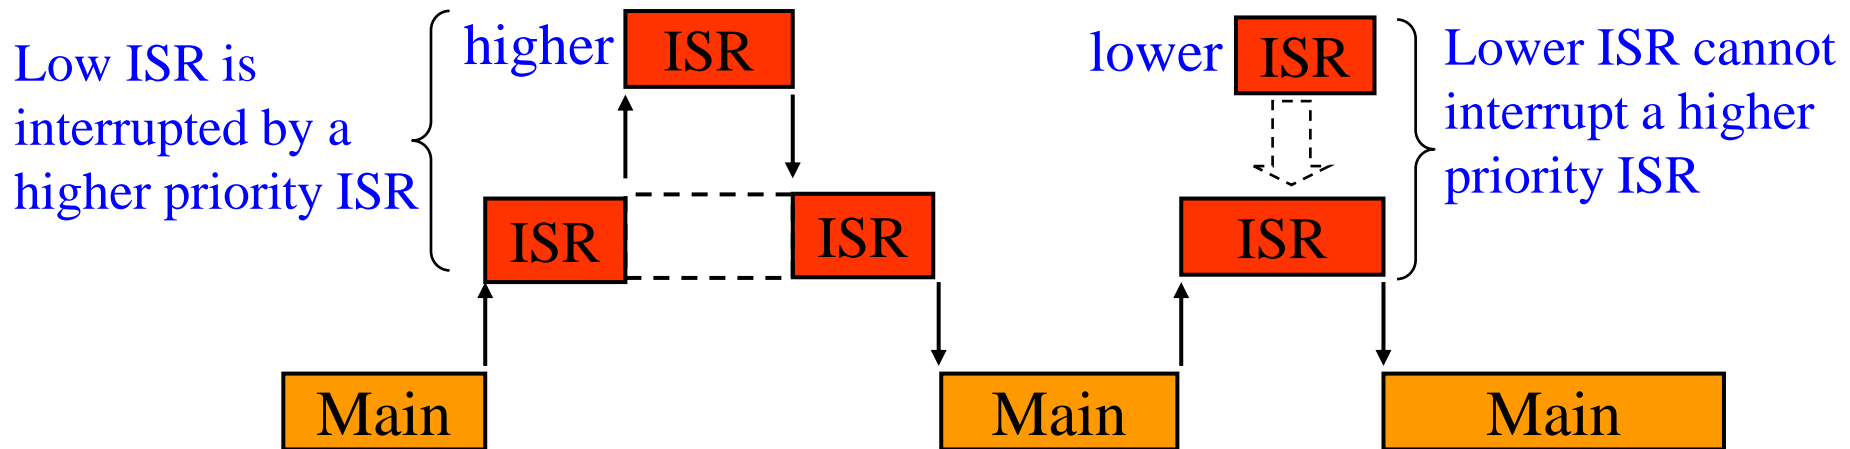 Low ISR is
interrupted by a
higher priority ISR
higher
ISR
ISR
ISR
lower
ISR
ISR
Lower ISR cannot
interrupt a higher
priority ISR
Main
Main
Main